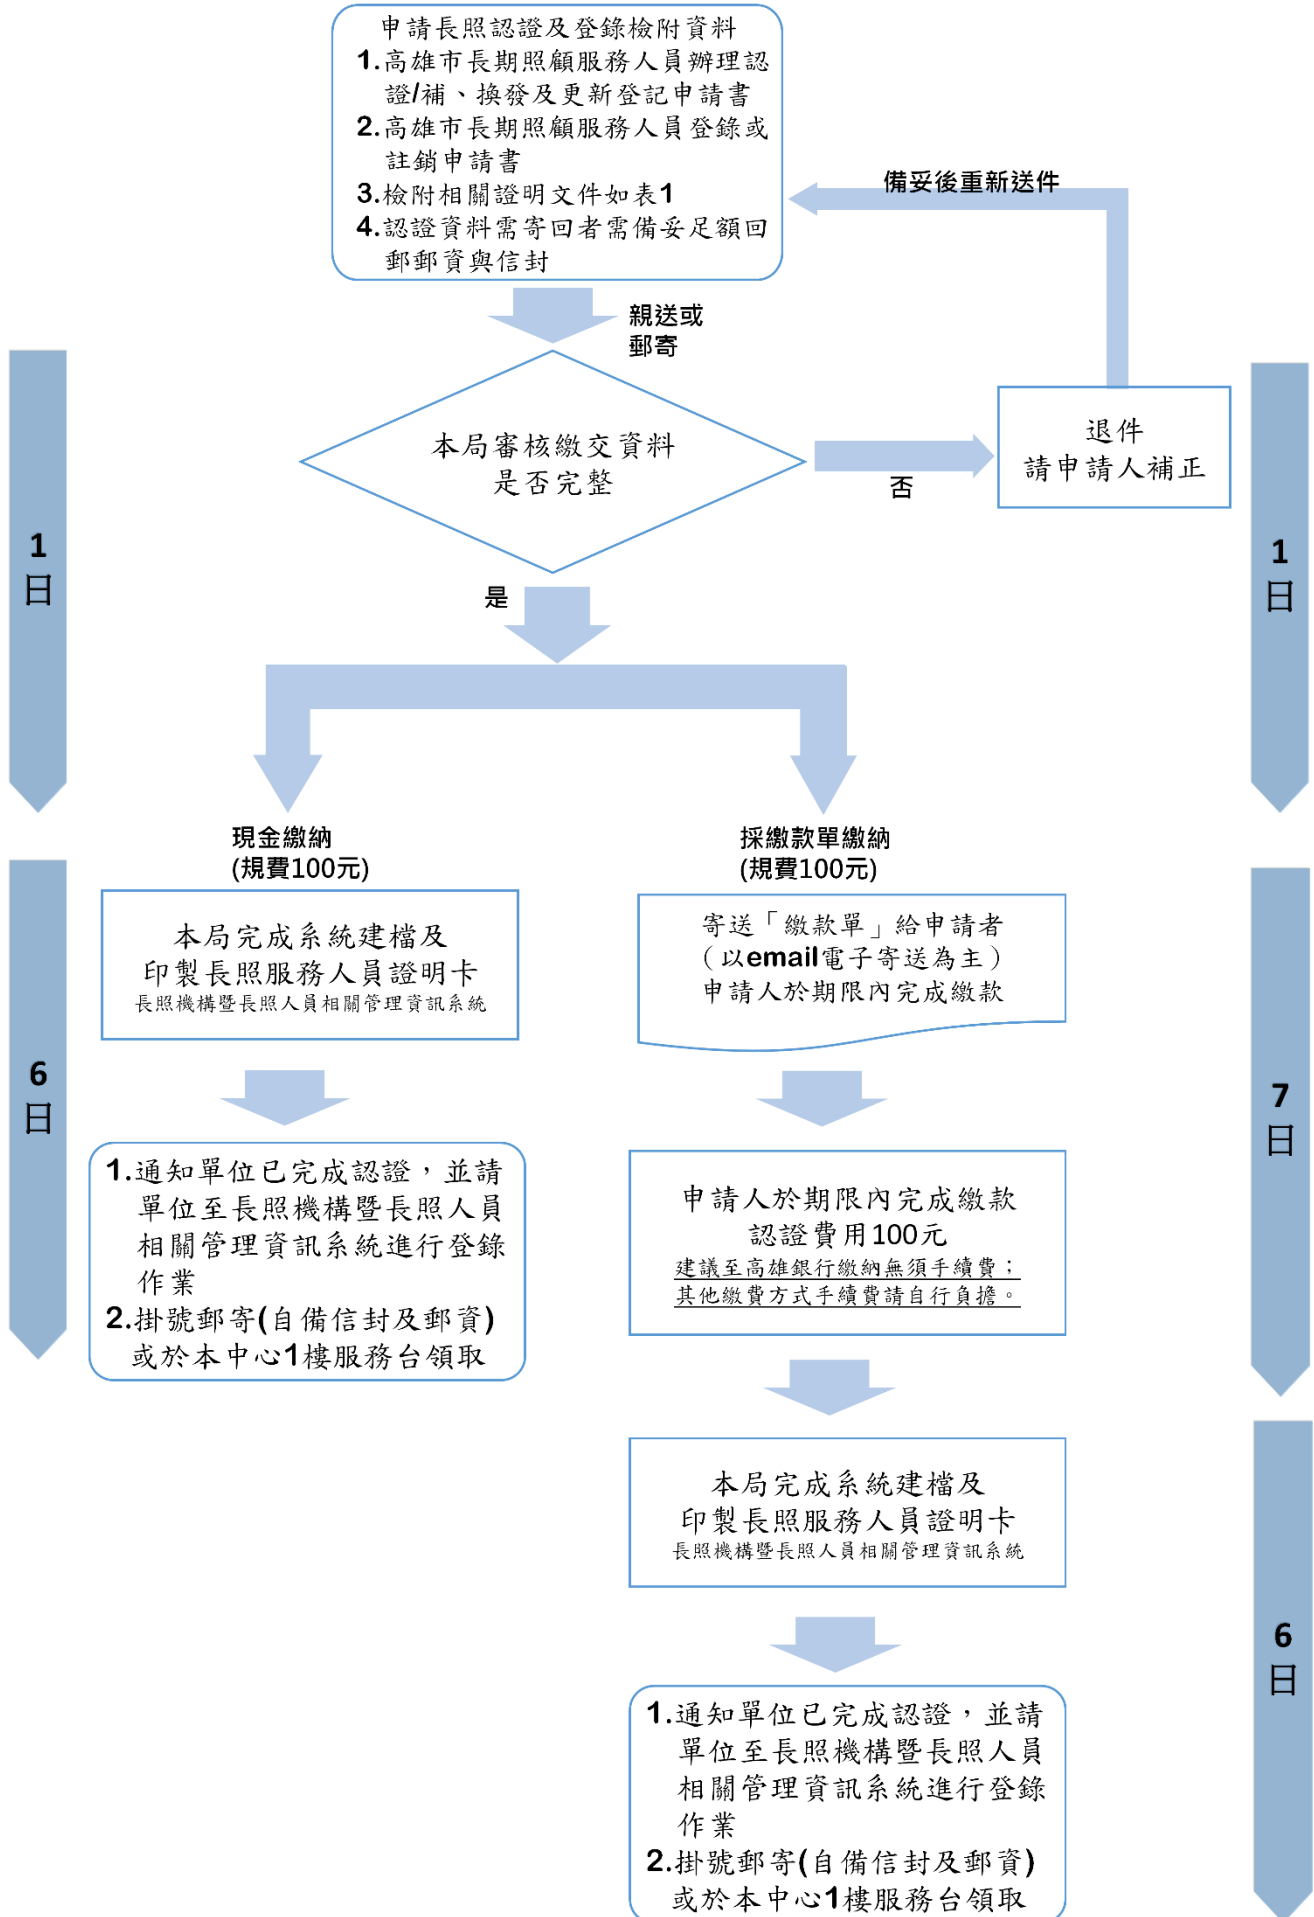 申請長照認證及登錄檢附資料
1.高雄市長期照顧服務人員辦理認
證/補、換發及更新登記申請書
2.高雄市長期照顧服務人員登錄或
註銷申請書
3.檢附相關證明文件如表1
4.認證資料需寄回者需備妥足額回
郵郵資與信封
備妥後重新送件
親送或
郵寄
本局審核繳交資料
是否完整
否
退件
請申請人補正
1
日
1
日
是
現金繳納
(規費100元)
採繳款單繳納
(規費100元)
本局完成系統建檔及
印製長照服務人員證明卡
長照機構暨長照人員相關管理資訊系統
寄送「繳款單」給申請者
（以email電子寄送為主）
申請人於期限內完成繳款
6
日
7
日
1.通知單位已完成認證，並請
單位至長照機構暨長照人員
相關管理資訊系統進行登錄
作業
2.掛號郵寄(自備信封及郵資)
或於本中心1樓服務台領取
申請人於期限內完成繳款
認證費用100元
建議至高雄銀行繳納無須手續費；
其他繳費方式手續費請自行負擔。
本局完成系統建檔及
印製長照服務人員證明卡
長照機構暨長照人員相關管理資訊系統
6
日
1.通知單位已完成認證，並請
單位至長照機構暨長照人員
相關管理資訊系統進行登錄
作業
2.掛號郵寄(自備信封及郵資)
或於本中心1樓服務台領取